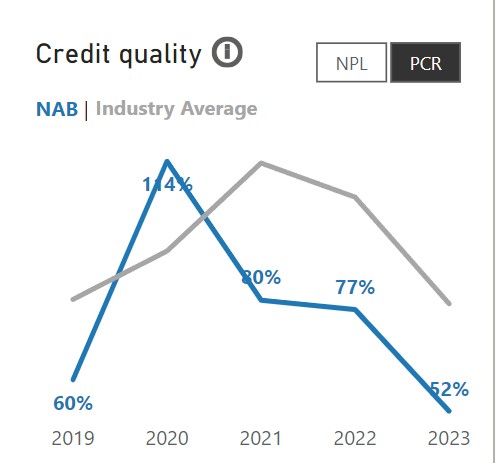 Credit quality
NPL PCR
NAB | Industry Average
114%
80%
77%
52%
60%
2019 2020 2021 2022 2023